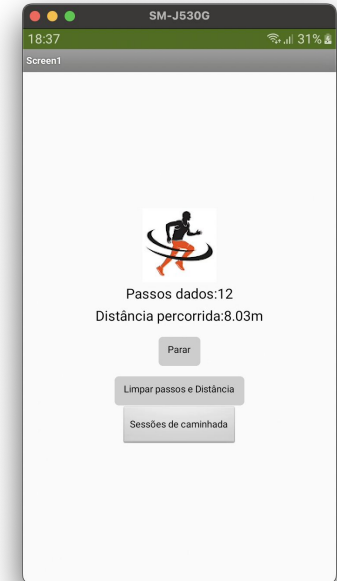 SM-J530G
18:37
31%
Screen1
Passos dados:12
Distância percorrida:8.03m
Parar
Limpar passos e Distância
Sessões de caminhada